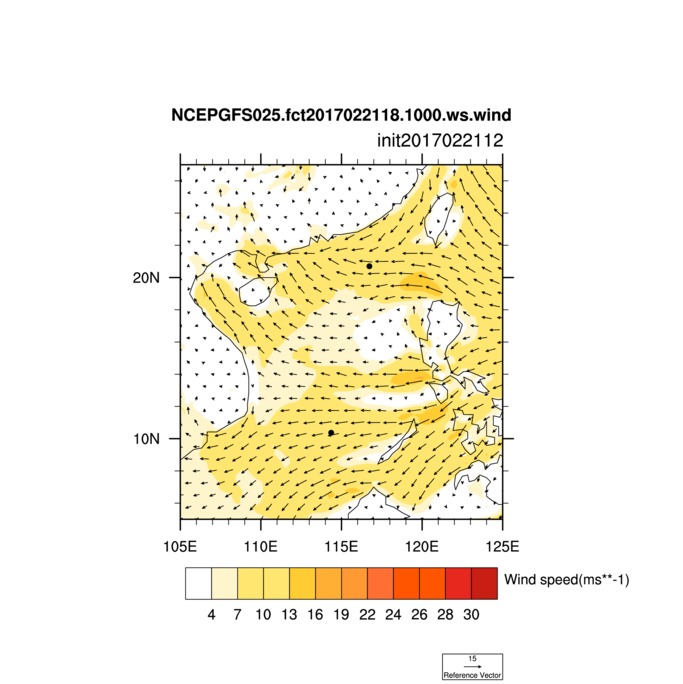 NCEPGFS025.fct2017022118.1000.ws.wind
init2017022112
20N
10N
105E 110E 115E 120E 125E
Wind speed(ms**-1)
4 7 10 13 16 19 22 24 26 28 30
15
Reference Vector